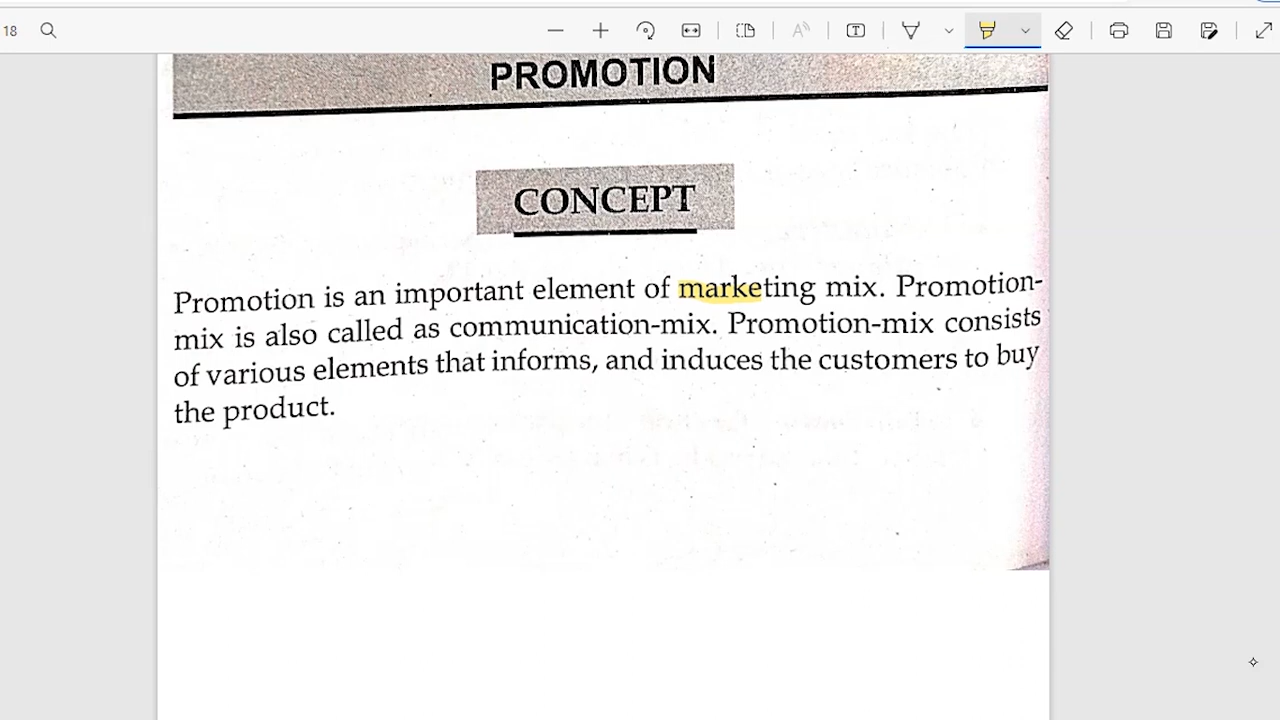 18
PROMOTION
CONCEPT
Promotion is an important element of marketing mix. Promotion-
mix is also called as communication-mix. Promotion-mix consists
of various elements that informs, and induces the customers to buy
the product.